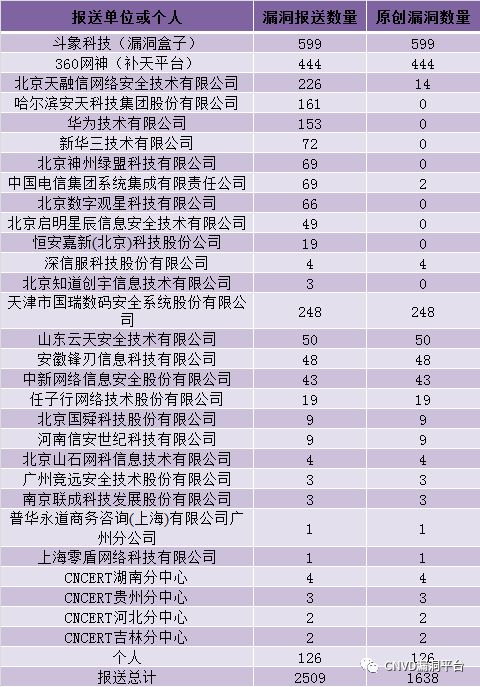 报送单位或个人 漏洞报送数量 原创漏洞数量
斗象科技（漏洞盒子） 599 599
360网神（补天平台） 444 444
北京天融信网络安全技术有限公司 226 14
哈尔滨安天科技集团股份有限公司 161 0
华为技术有限公司 153 0
新华三技术有限公司 72 0
北京神州绿盟科技有限公司 69 0
中国电信集团系统集成有限责任公司 69 2
北京数字观星科技有限公司 66 0
北京启明星辰信息安全技术有限公司 49 0
恒安嘉新(北京)科技股份公司 19 0
深信服科技股份有限公司 4 4
北京知道创宇信息技术有限公司 3 0
天津市国瑞数码安全系统股份有限公
司 248 248
山东云天安全技术有限公司 50 50
安徽锋刃信息科技有限公司 48 48
中新网络信息安全股份有限公司 43 43
任子行网络技术股份有限公司 19 19
北京国舜科技股份有限公司 9 9
河南信安世纪科技有限公司 9 9
北京山石网科信息技术有限公司 4 4
广州竞远安全技术股份有限公司 3 3
南京联成科技发展股份有限公司 3 3
普华永道商务咨询(上海)有限公司广
州分公司 1 1
上海零盾网络科技有限公司 1 1
CNCERT湖南分中心 4 4
CNCERT贵州分中心 3 3
CNCERT河北分中心 2 2
CNCERT吉林分中心 2 2
个人 126 126
报送总计 2509 1638
CNVD漏洞平台